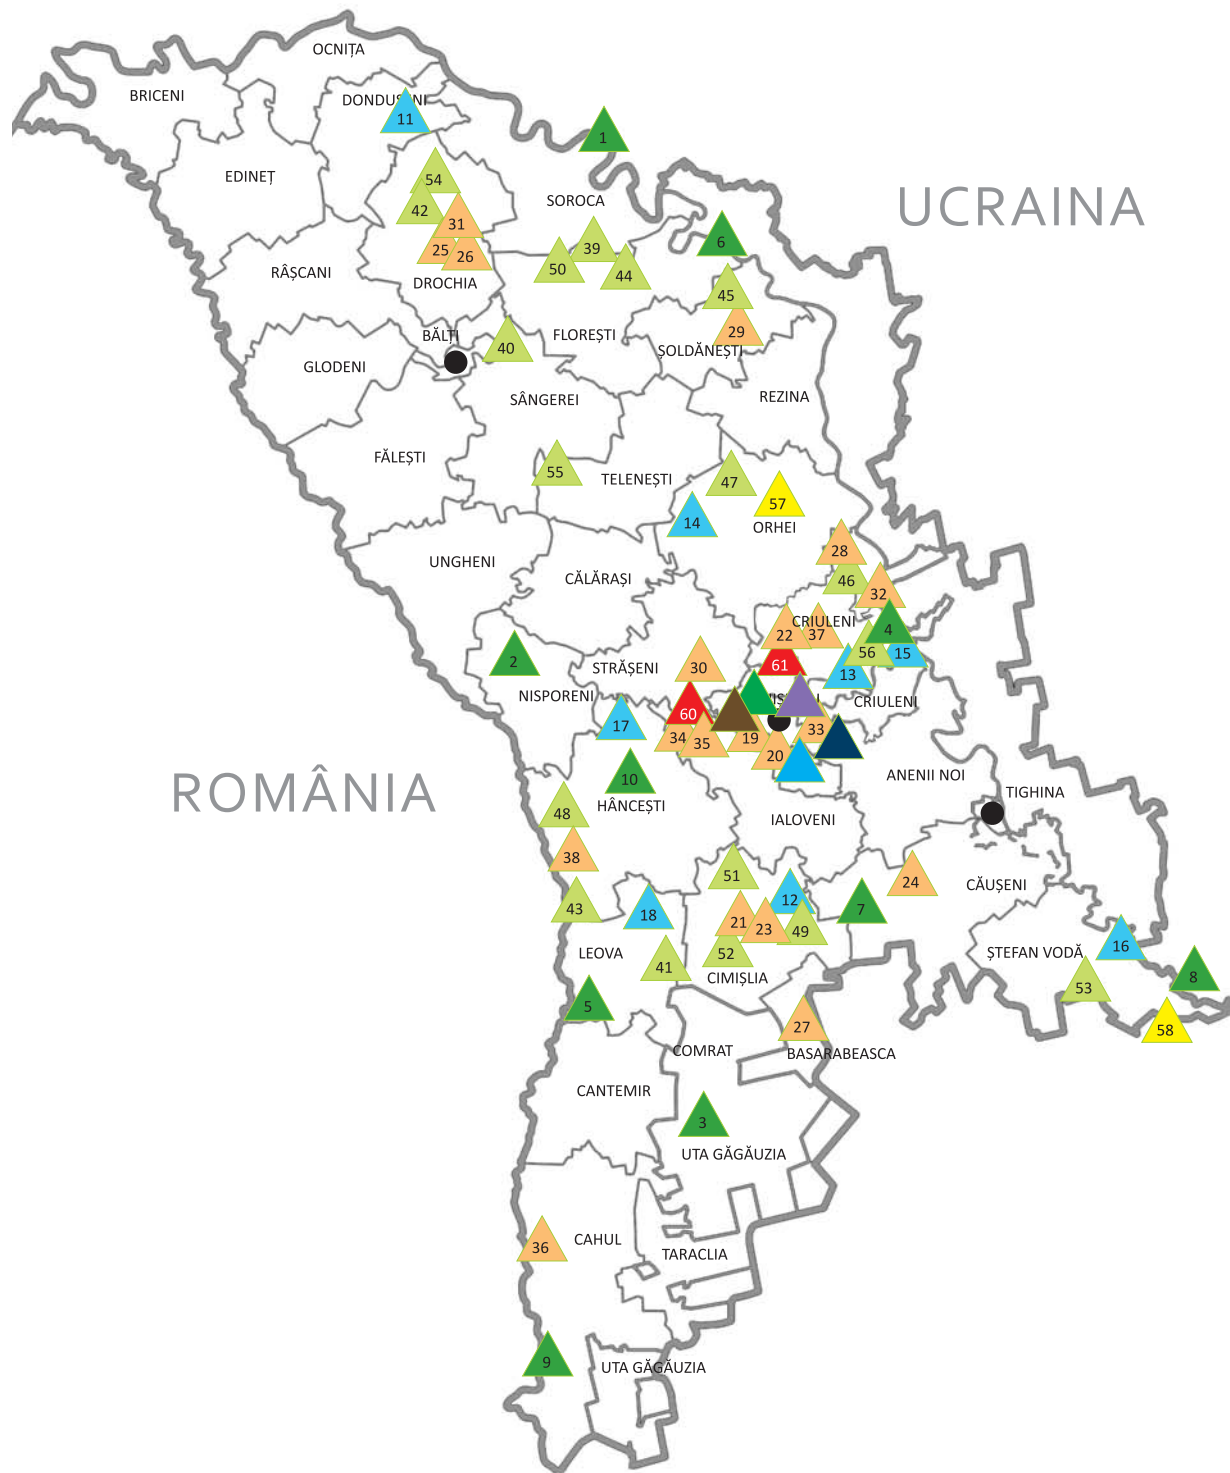 OCNIȚA
BRICENI
DONDUȘENI
11
1
EDINEȚ
54
UCRAINA
SOROCA
42
31
6
39
25
26
50
44
RÂȘCANI
DROCHIA
45
BĂLȚI
FLOREȘTI
29
40
ȘOLDĂNEȘTI
GLODENI
SÂNGEREI
REZINA
FĂLEȘTI
55
TELENEȘTI
47
57
14
ORHEI
28
UNGHENI
CĂLĂRAȘI
46
32
CRIULENI
22
37
4
56
15
2
STRĂȘENI
30
61
13
NISPORENI
CRIULENI
60
17
34
35
19
33
20
ROMÂNIA
10
ANENII NOI
TIGHINA
HÂNCEȘTI
48
IALOVENI
38
51
24
CĂUȘENI
43
18
12
7
21
23
49
LEOVA
52
ȘTEFAN VODĂ
16
41
CIMIȘLIA
8
53
5
27
58
COMRAT
BASARABEASCA
CANTEMIR
3
UTA GĂGĂUZIA
36
CAHUL
TARACLIA
9
UTA GĂGĂUZIA